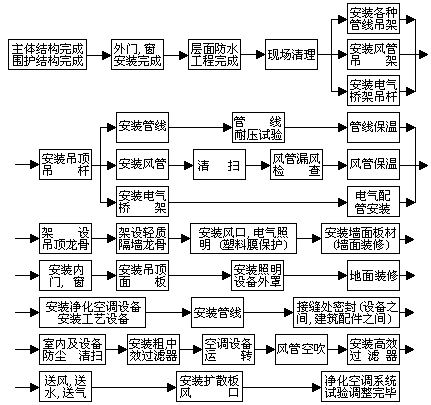 主体结构完成
围护结构完成
外门,窗
安装完成
层面防水
工程完成
现场清理
安装各种
管线吊架
安装风管
吊 架
安装电气
桥架吊杆
安装吊顶
吊 杆
安装管线
管 线
耐压试验
管线保温
安装风管
清 扫
风管漏风
检 查
风管保温
安装电气
桥 架
电气配
管安装
架 设
吊顶龙骨
架设轻质
隔墙龙骨
安装风口,电气照
明 (塑料膜保护)
安装墙面板材
(墙面装修)
安装内
门, 窗
安装吊顶
面 板
安装照明
设备外罩
地面装修
安装净化空调设备
安装工艺设备
安装管线
接缝处密封(设备之
间,建筑配件之间)
室内及设备
防尘 清扫
安装粗中
效过滤器
空调设备
运 转
风管空吹
安装高效
过 滤 器
送风,送
水,送气
安装扩散板
风 口
净化空调系统
试验调整完毕